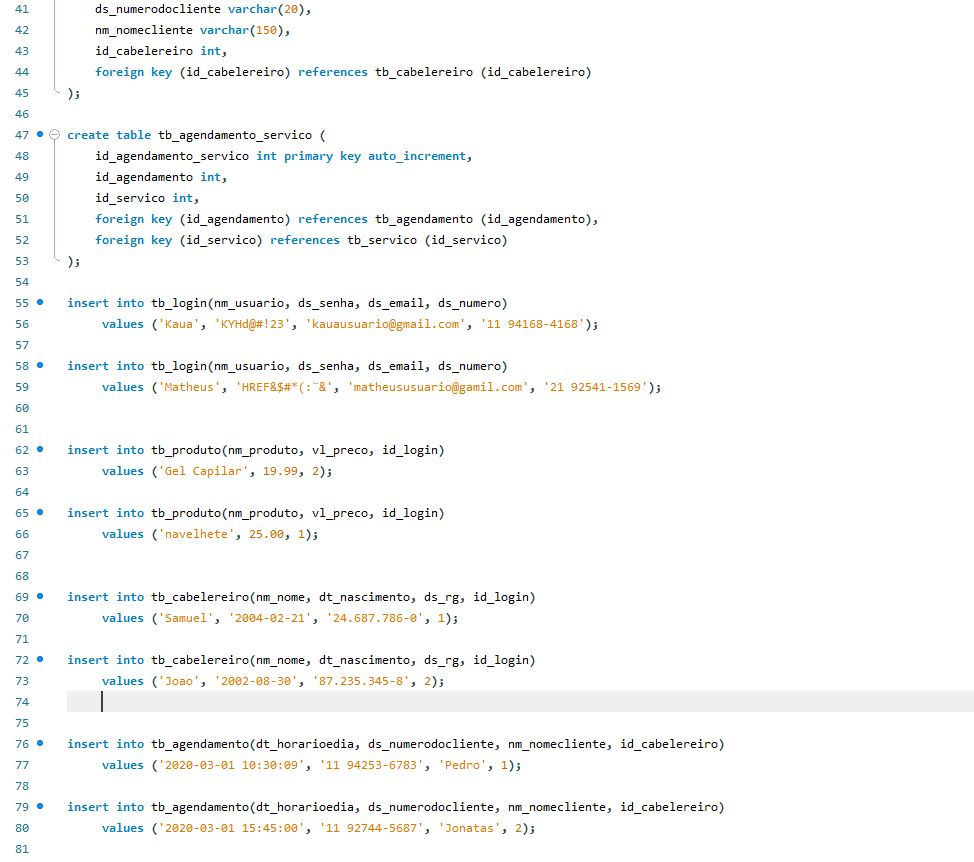 41 ds_numerodocliente varchar(20),
42 nm_nomecliente varchar(150),
43 id_cabelereiro int,
44 foreign key (id_cabelereiro) references tb_cabelereiro (id_cabelereiro)
45 );
46
47 create table tb_agendamento_servico (
48 id_agendamento_servico int primary key auto_increment,
49 id_agendamento int,
50 id_servico int,
51 foreign key (id_agendamento) references tb_agendamento (id_agendamento),
52 foreign key (id_servico) references tb_servico (id_servico)
53 );
54
55 insert into tb_login(nm_usuario, ds_senha, ds_email, ds_numero)
56 values ('Kaua', 'KYHd@#!23', 'kauausuario@gmail.com', '11 94168-4168');
57
58 insert into tb_login(nm_usuario, ds_senha, ds_email, ds_numero)
59 values ('Matheus', 'HREF&$#*(:¨&', 'matheususuario@gamil.com', '21 92541-1569');
60
61
62 insert into tb_produto(nm_produto, vl_preco, id_login)
63 values ('Gel Capilar', 19.99, 2);
64
65 insert into tb_produto(nm_produto, vl_preco, id_login)
66 values ('navelhete', 25.00, 1);
67
68
69 insert into tb_cabelereiro(nm_nome, dt_nascimento, ds_rg, id_login)
70 values ('Samuel', '2004-02-21', '24.687.786-0', 1);
71
72 insert into tb_cabelereiro(nm_nome, dt_nascimento, ds_rg, id_login)
73 values ('Joao', '2002-08-30', '87.235.345-8', 2);
74
75
76 insert into tb_agendamento(dt_horarioedia, ds_numerodocliente, nm_nomecliente, id_cabelereiro)
77 values ('2020-03-01 10:30:09', '11 94253-6783', 'Pedro', 1);
78
79 insert into tb_agendamento(dt_horarioedia, ds_numerodocliente, nm_nomecliente, id_cabelereiro)
80 values ('2020-03-01 15:45:00', '11 92744-5687', 'Jonatas', 2);
81